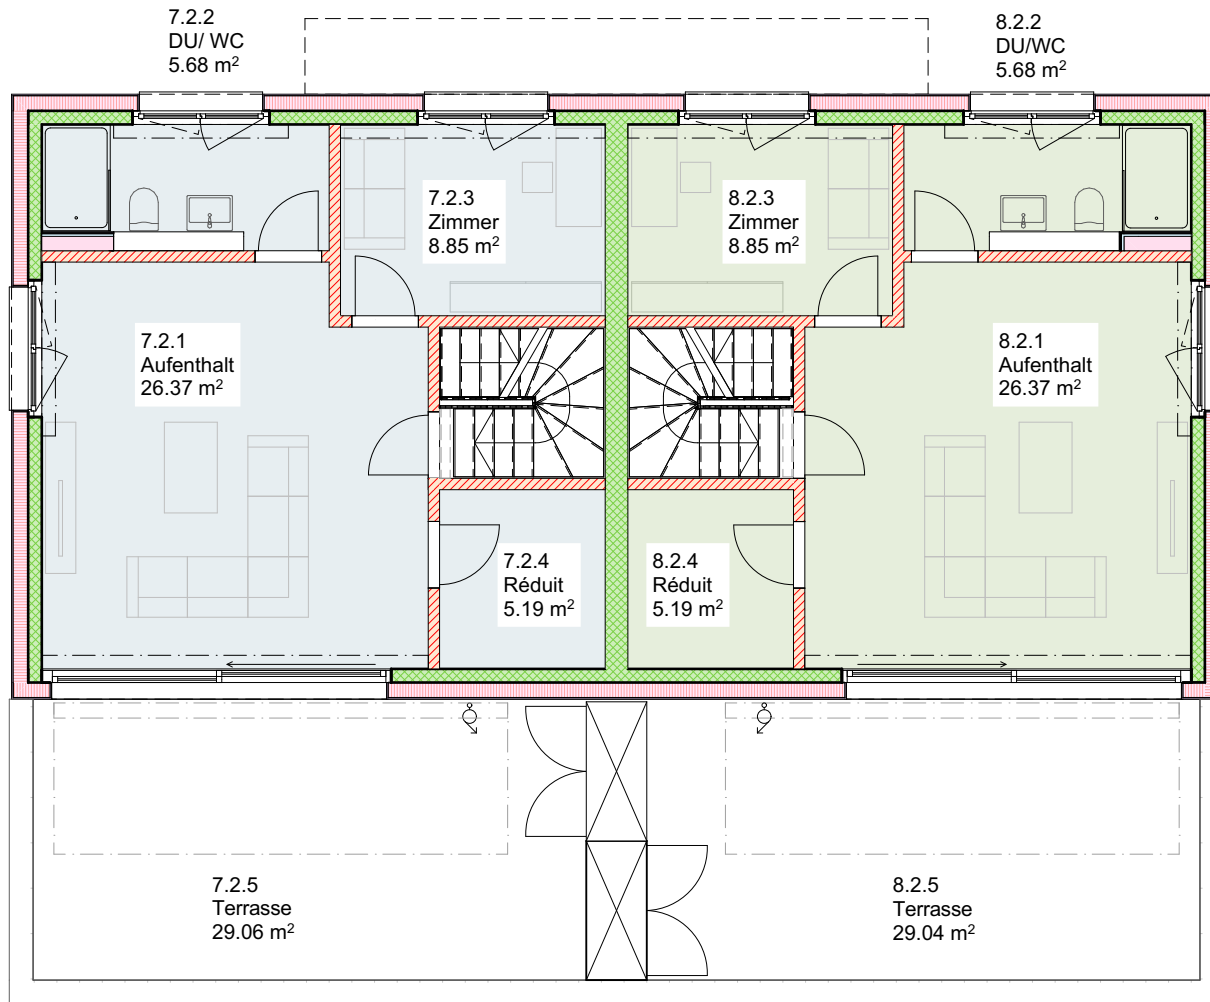 7.2.2
DU/ WC
5.68 m²
8.2.2
DU/WC
5.68 m²
7.2.3
Zimmer
8.85 m²
8.2.3
Zimmer
8.85 m²
7.2.1
Aufenthalt
26.37 m²
8.2.1
Aufenthalt
26.37 m²
7.2.4
Réduit
5.19 m²
8.2.4
Réduit
5.19 m²
7.2.5
Terrasse
29.06 m²
8.2.5
Terrasse
29.04 m²